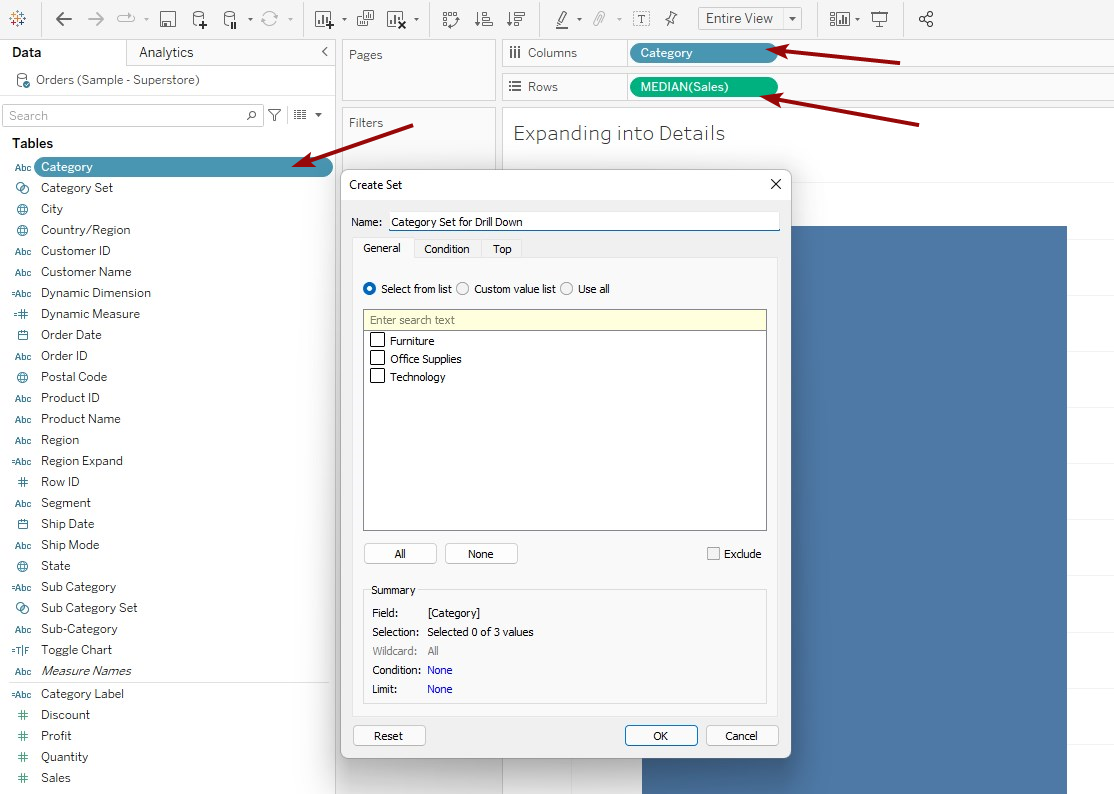 Entire View
Data
Analytics
Orders (Sample - Superstore)
Search
Tables
Abc Category
Category Set
City
Country/Region
Abc Customer ID
Abc Customer Name
=Abc Dynamic Dimension
=# Dynamic Measure
Order Date
Abc Order ID
Postal Code
Abc Product ID
Abc Product Name
Abc Region
=Abc Region Expand
# Row ID
Abc Segment
Ship Date
Abc Ship Mode
State
=Abc Sub Category
Sub Category Set
Abc Sub-Category
=T|F Toggle Chart
Abc Measure Names
=Abc Category Label
# Discount
# Profit
# Quantity
# Sales
Pages
Filters
Columns
Category
Rows
MEDIAN(Sales)
Expanding into Details
Create Set
Name: Category Set for Drill Down
General
Condition
Top
Select from list
Custom value list
Use all
Enter search text
Furniture
Office Supplies
Technology
All
None
Exclude
Summary
Field: [Category]
Selection: Selected 0 of 3 values
Wildcard: All
Condition: None
Limit: None
Reset
OK
Cancel